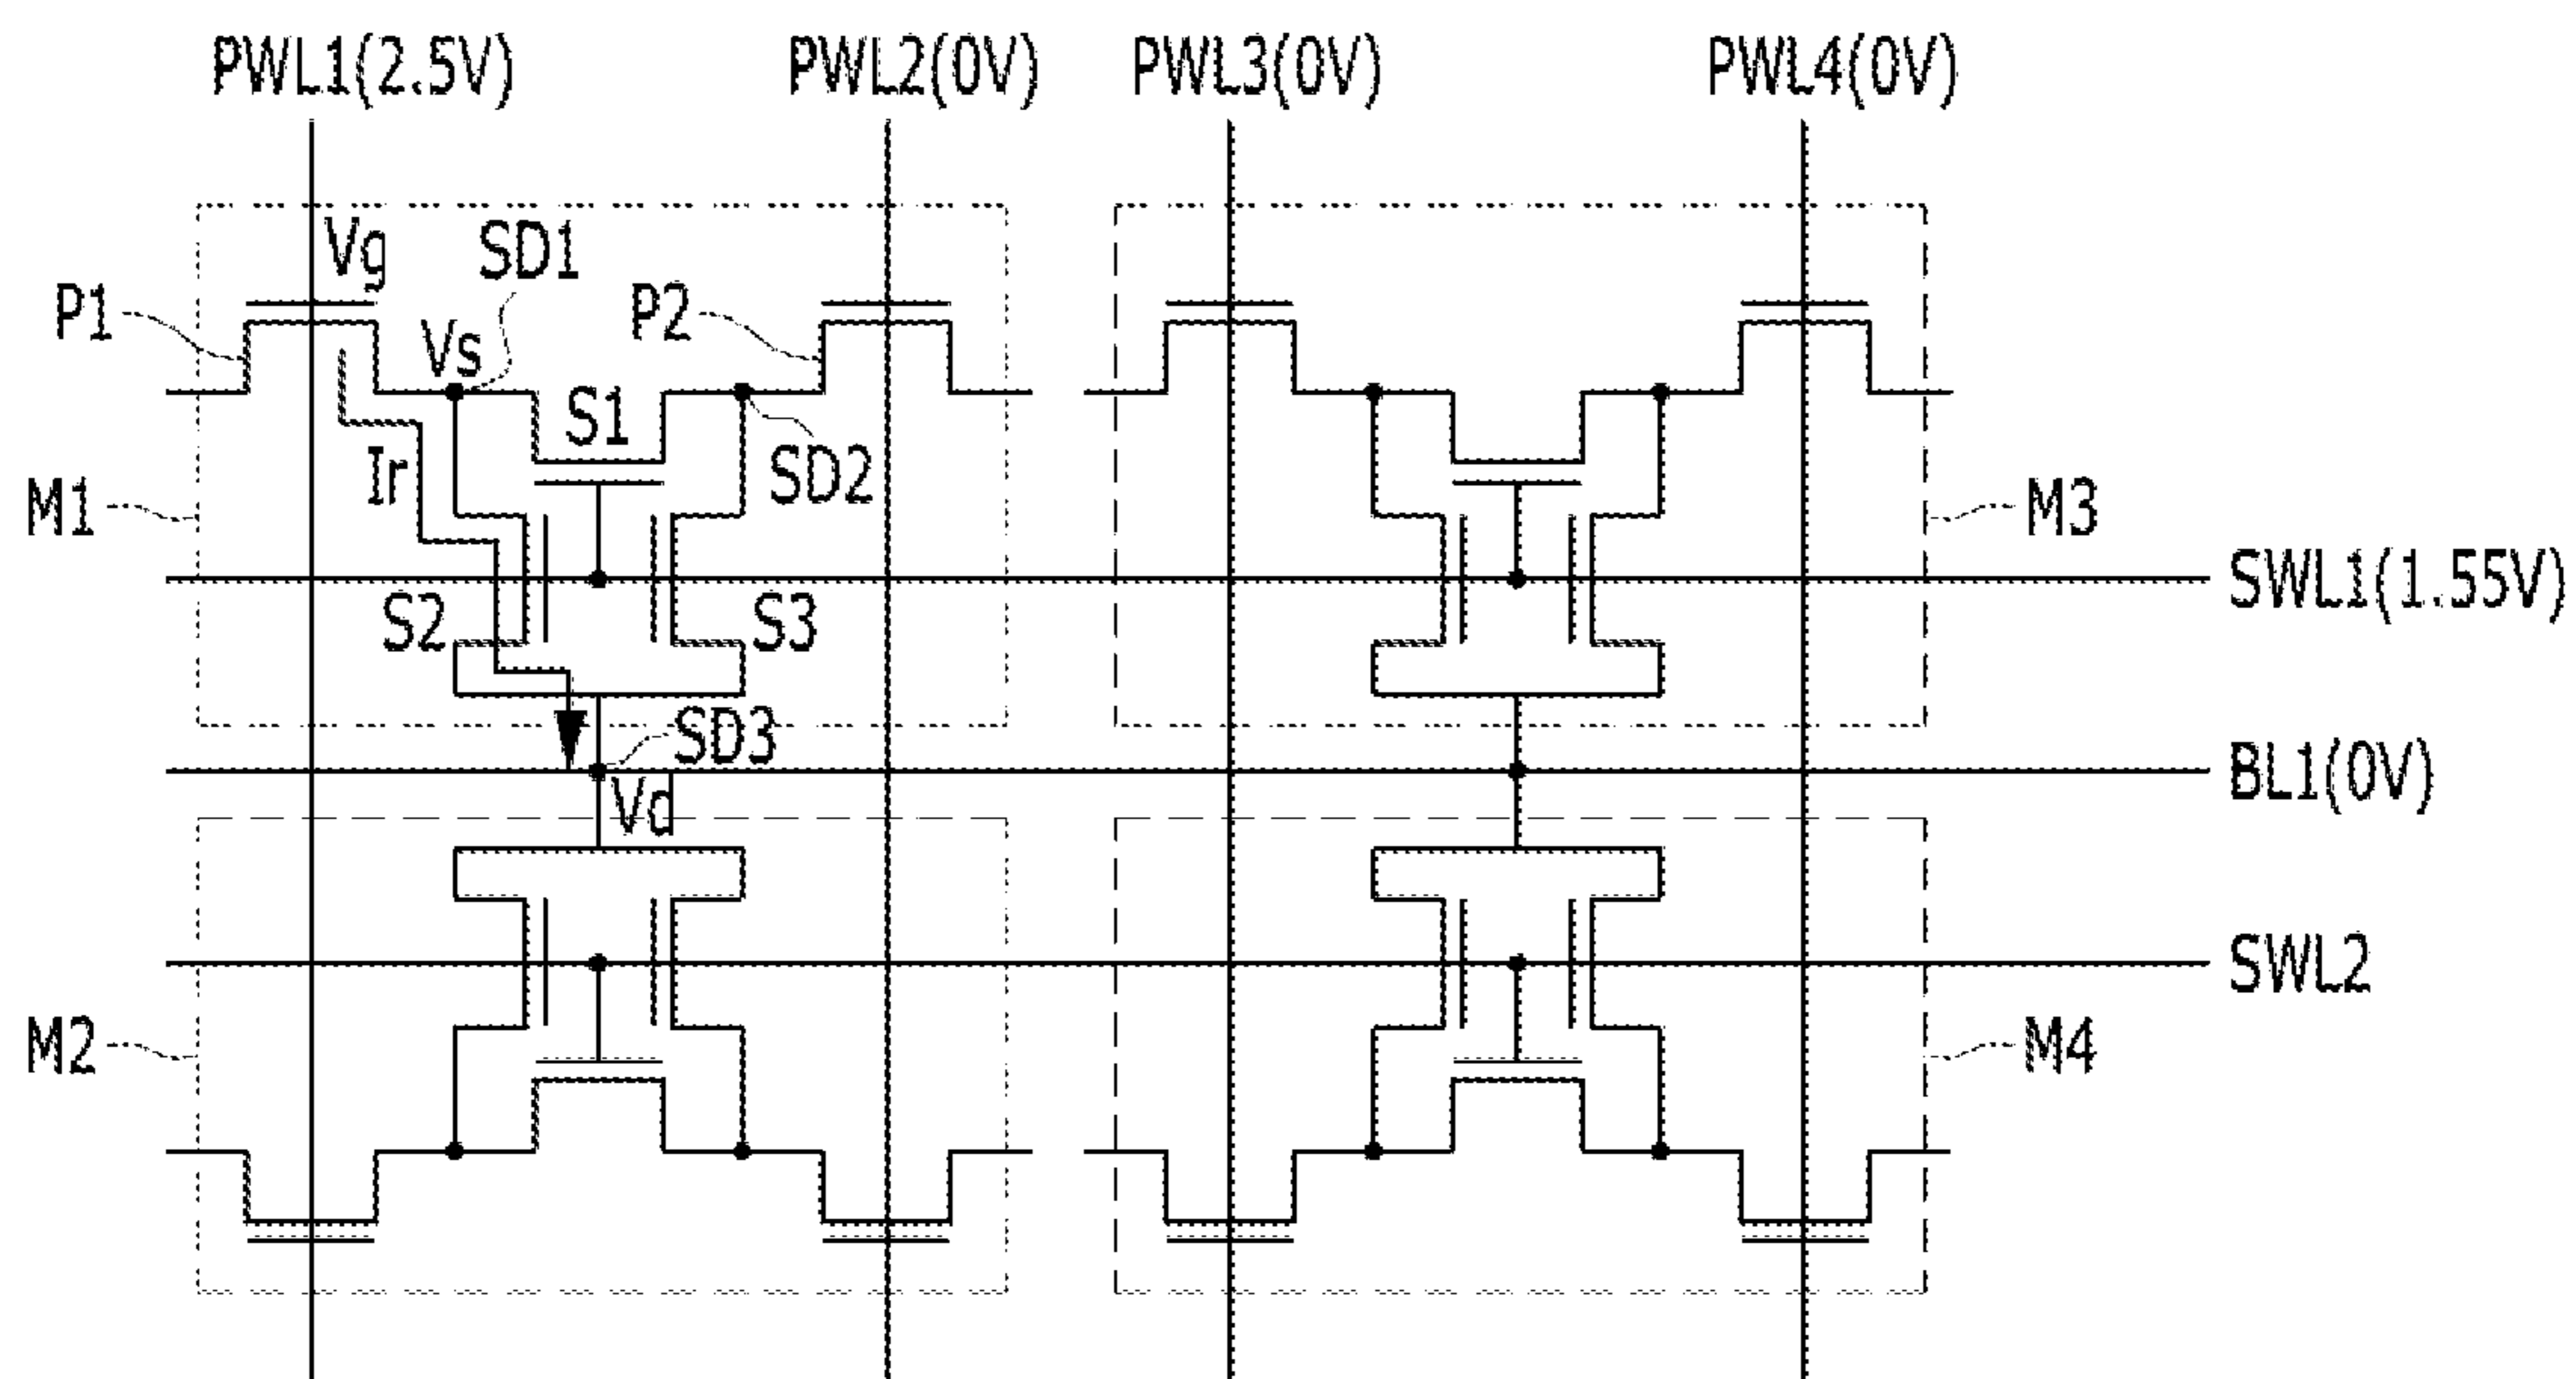 PWL1(2.5V) PWL2(0V) PWL3(0V) PWL4(0V)
Vg SD1
P1 Vs P2
S1
Ir SD2
M1 M3
SWL1(1.55V)
S2 S3
SD3
BL1(0V)
Vd
SWL2
M2 M4